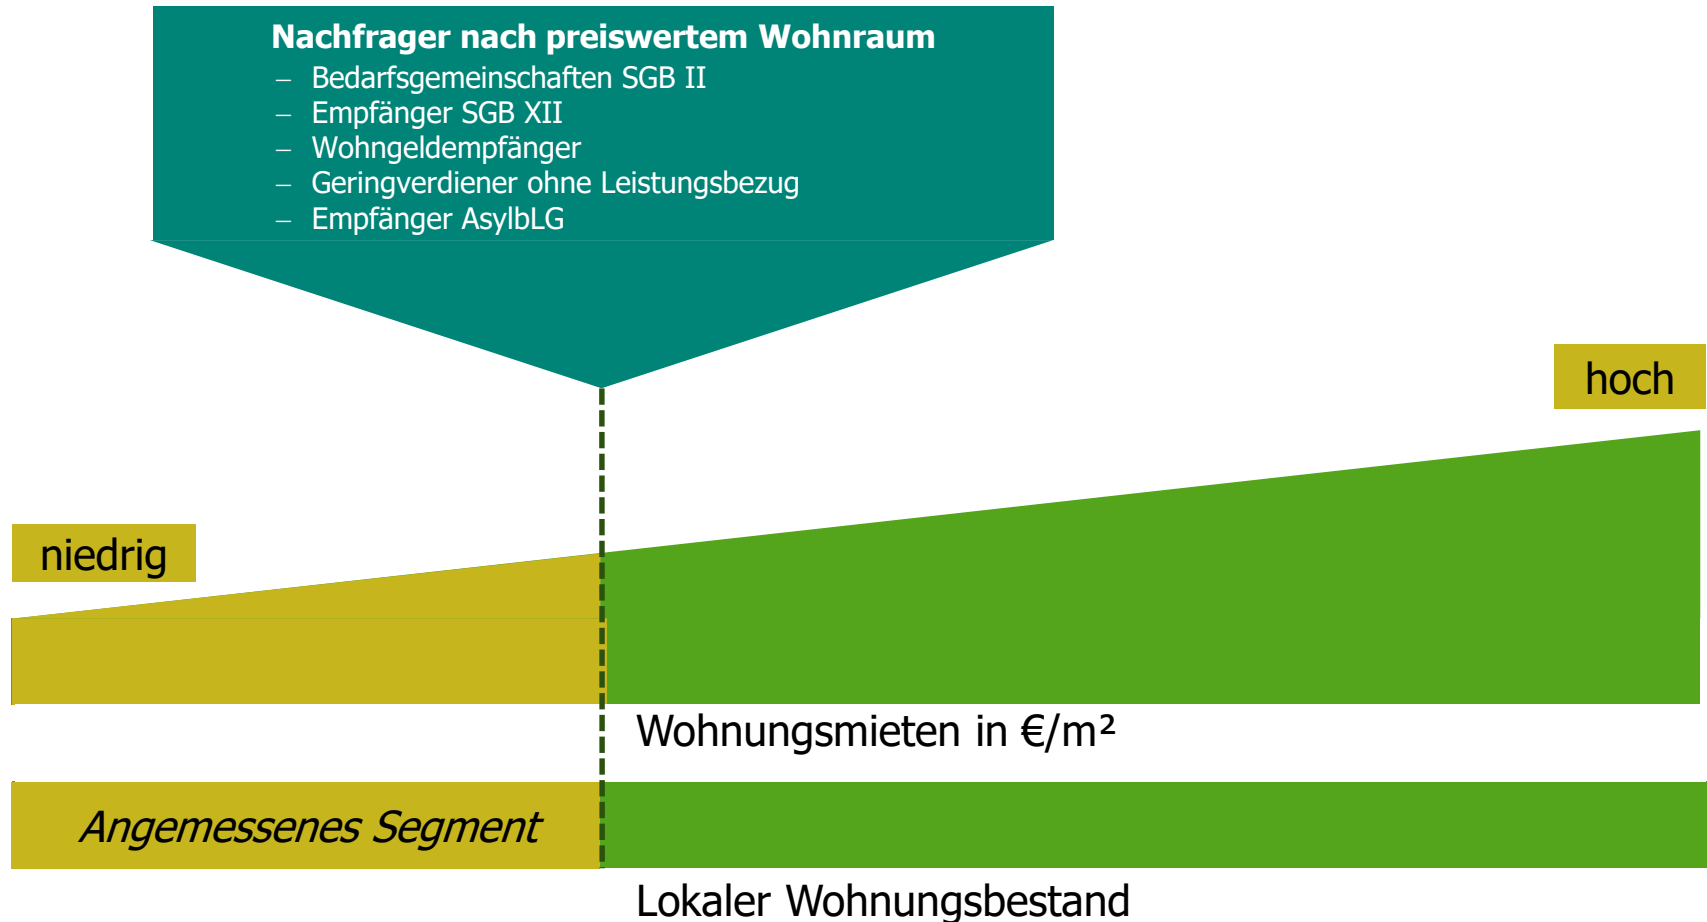 Nachfrager nach preiswertem Wohnraum
– Bedarfsgemeinschaften SGB II
– Empfänger SGB XII
– Wohngeldempfänger
– Geringverdiener ohne Leistungsbezug
– Empfänger AsylbLG
hoch
niedrig
Wohnungsmieten in €/m²
Angemessenes Segment
Lokaler Wohnungsbestand